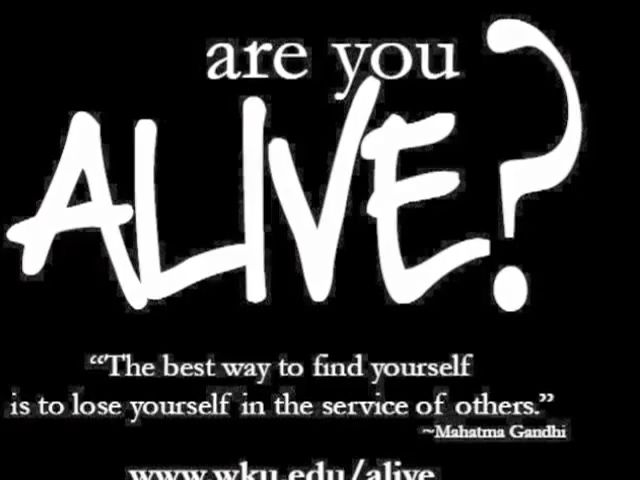 are you
ALIVE?
“The best way to find yourself
is to lose yourself in the service of others.”
~Mahatma Gandhi
www.wku.edu/alive